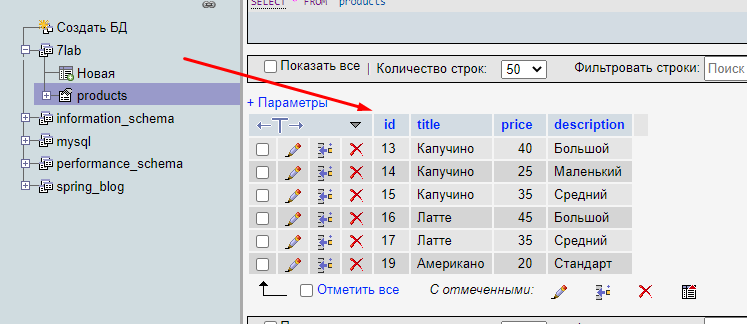 SELECT * FROM `products`
Создать БД
7lab
Новая
products
information_schema
mysql
performance_schema
spring_blog
Показать все | Количество строк: 50 Фильтровать строки: Поиск
+ Параметры
id title price description
13 Капучино 40 Большой
14 Капучино 25 Маленький
15 Капучино 35 Средний
16 Латте 45 Большой
17 Латте 35 Средний
19 Американо 20 Стандарт
Отметить все С отмеченными: